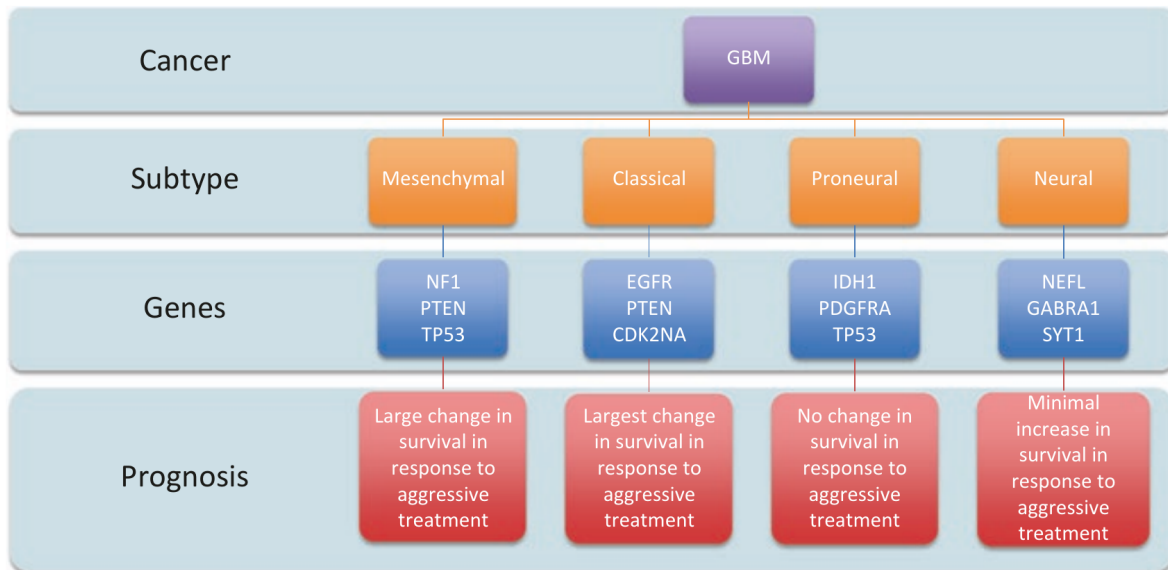 Cancer
GBM
Subtype
Mesenchymal
Classical
Proneural
Neural
Genes
NF1
PTEN
TP53
EGFR
PTEN
CDK2NA
IDH1
PDGFRA
TP53
NEFL
GABRA1
SYT1
Prognosis
Large change in
survival in
response to
aggressive
treatment
Largest change
in survival in
response to
aggressive
treatment
No change in
survival in
response to
aggressive
treatment
Minimal
increase in
survival in
response to
aggressive
treatment